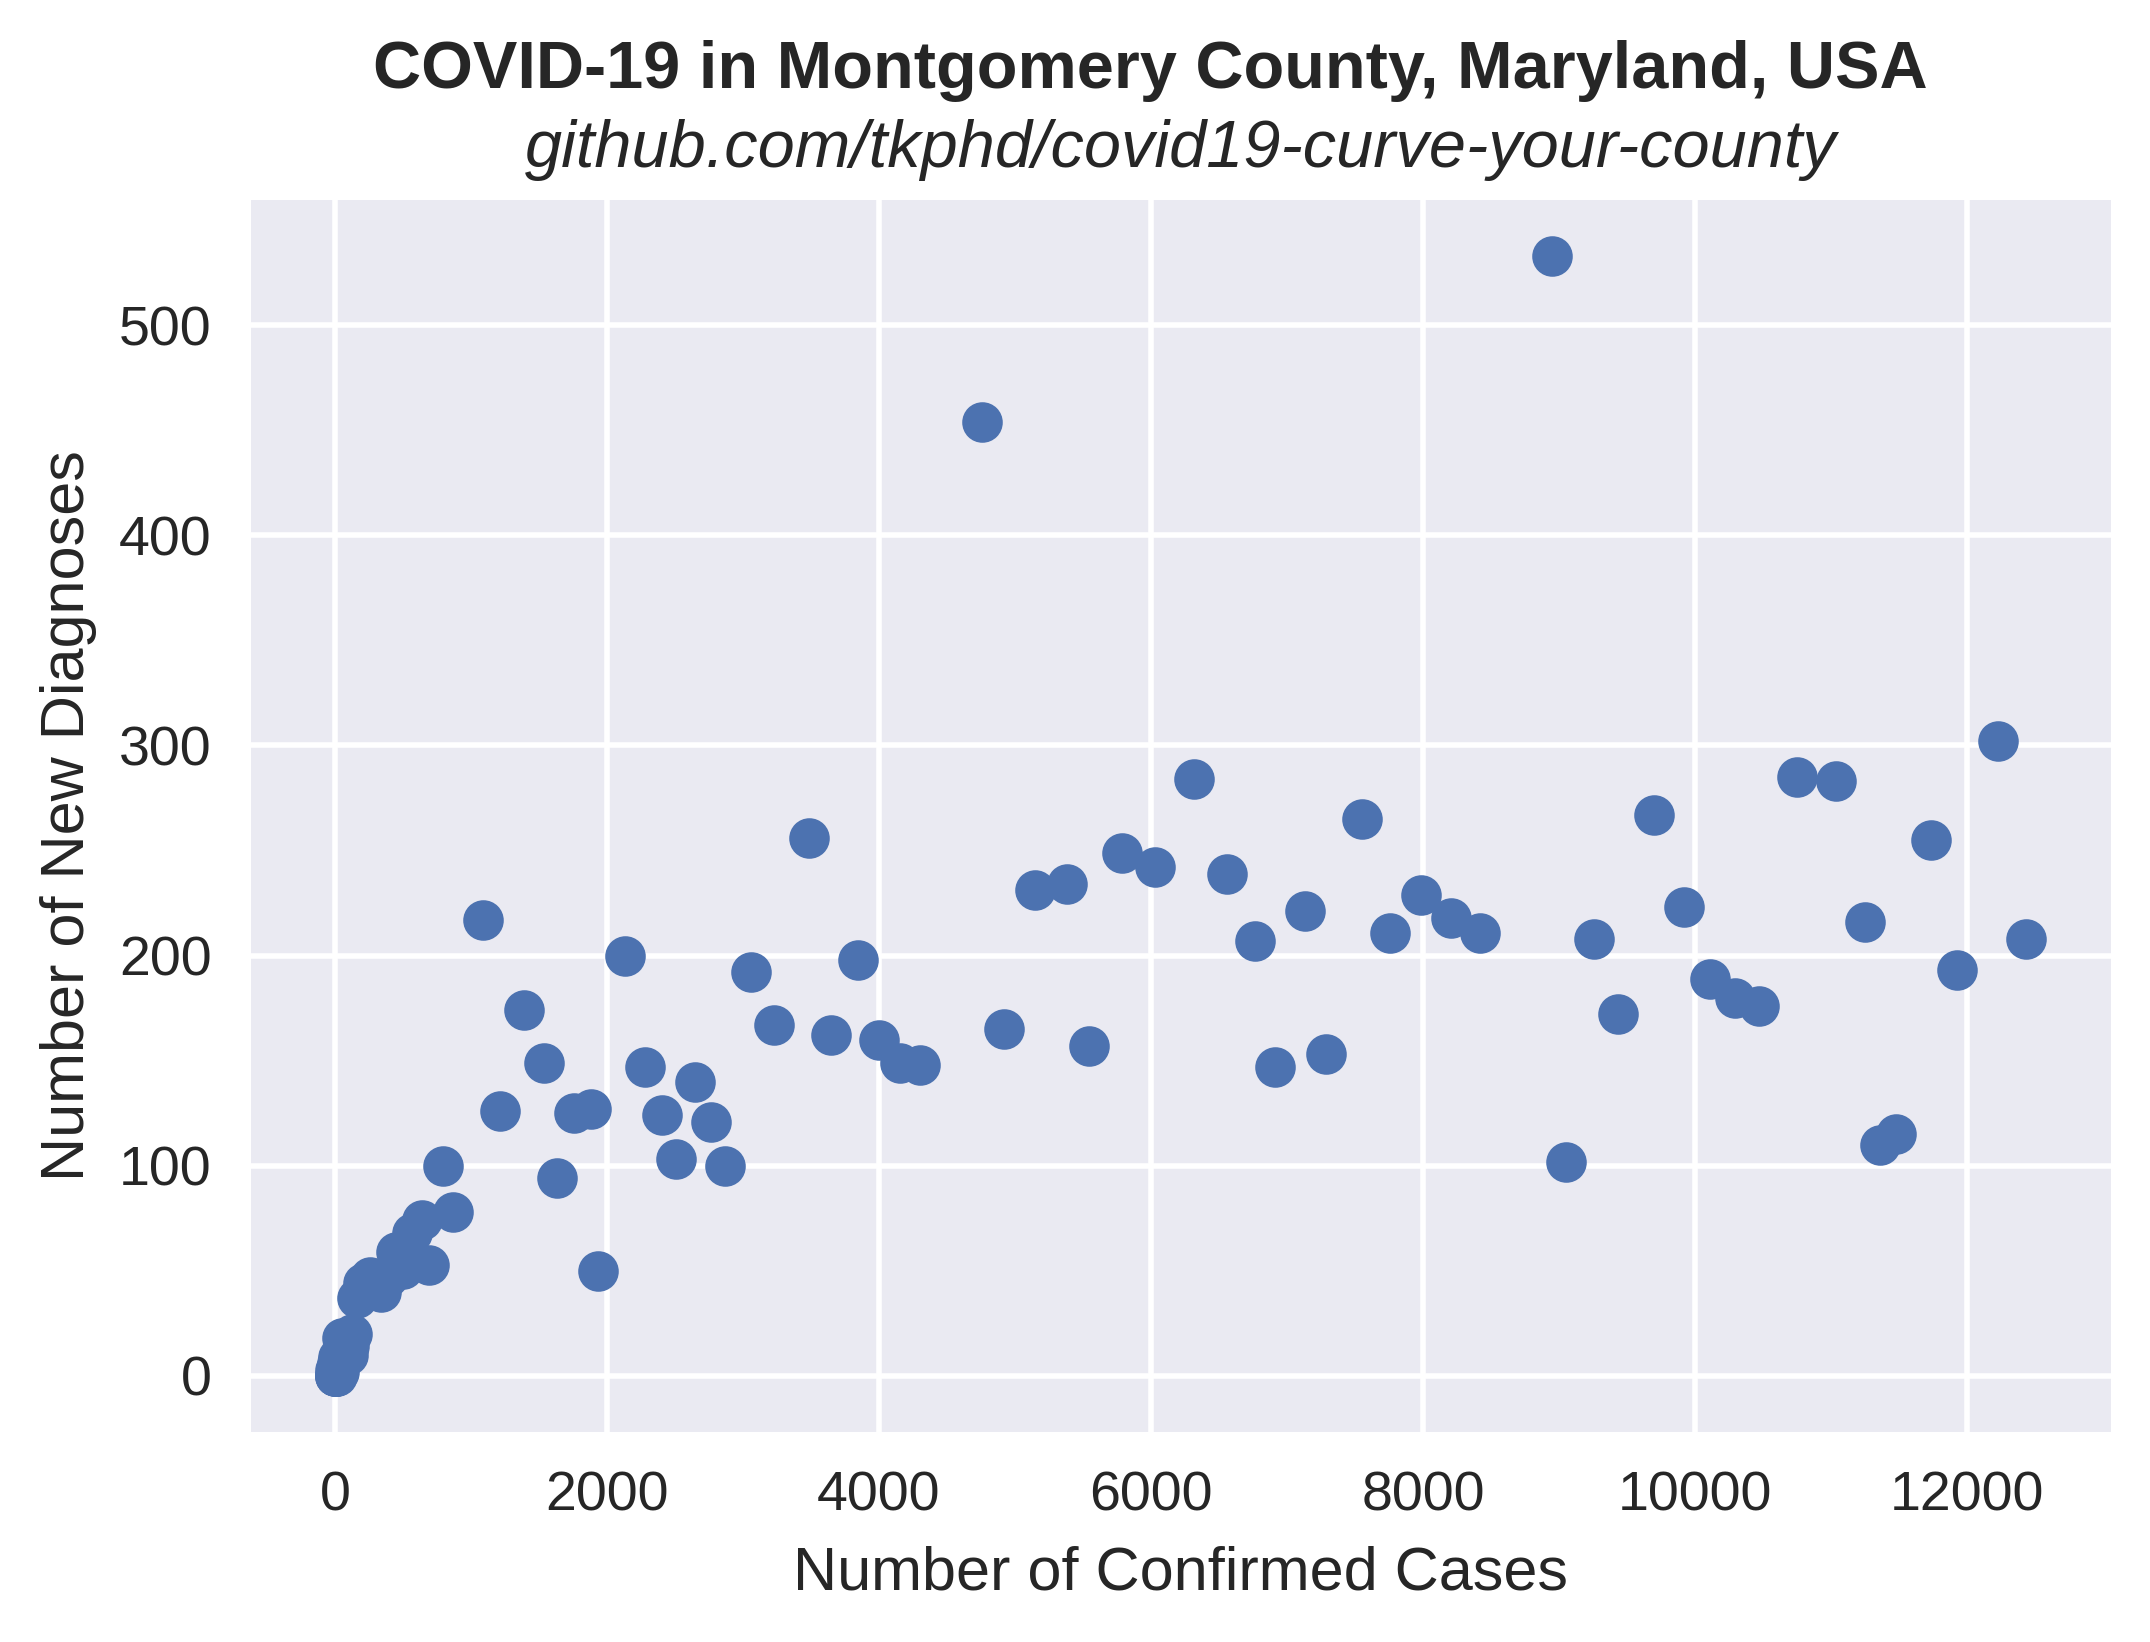 COVID-19 in Montgomery County, Maryland, USA
github.com/tkphd/covid19-curve-your-county
Number of New Diagnoses
500
400
300
200
100
0
0 2000 4000 6000 8000 10000 12000
Number of Confirmed Cases